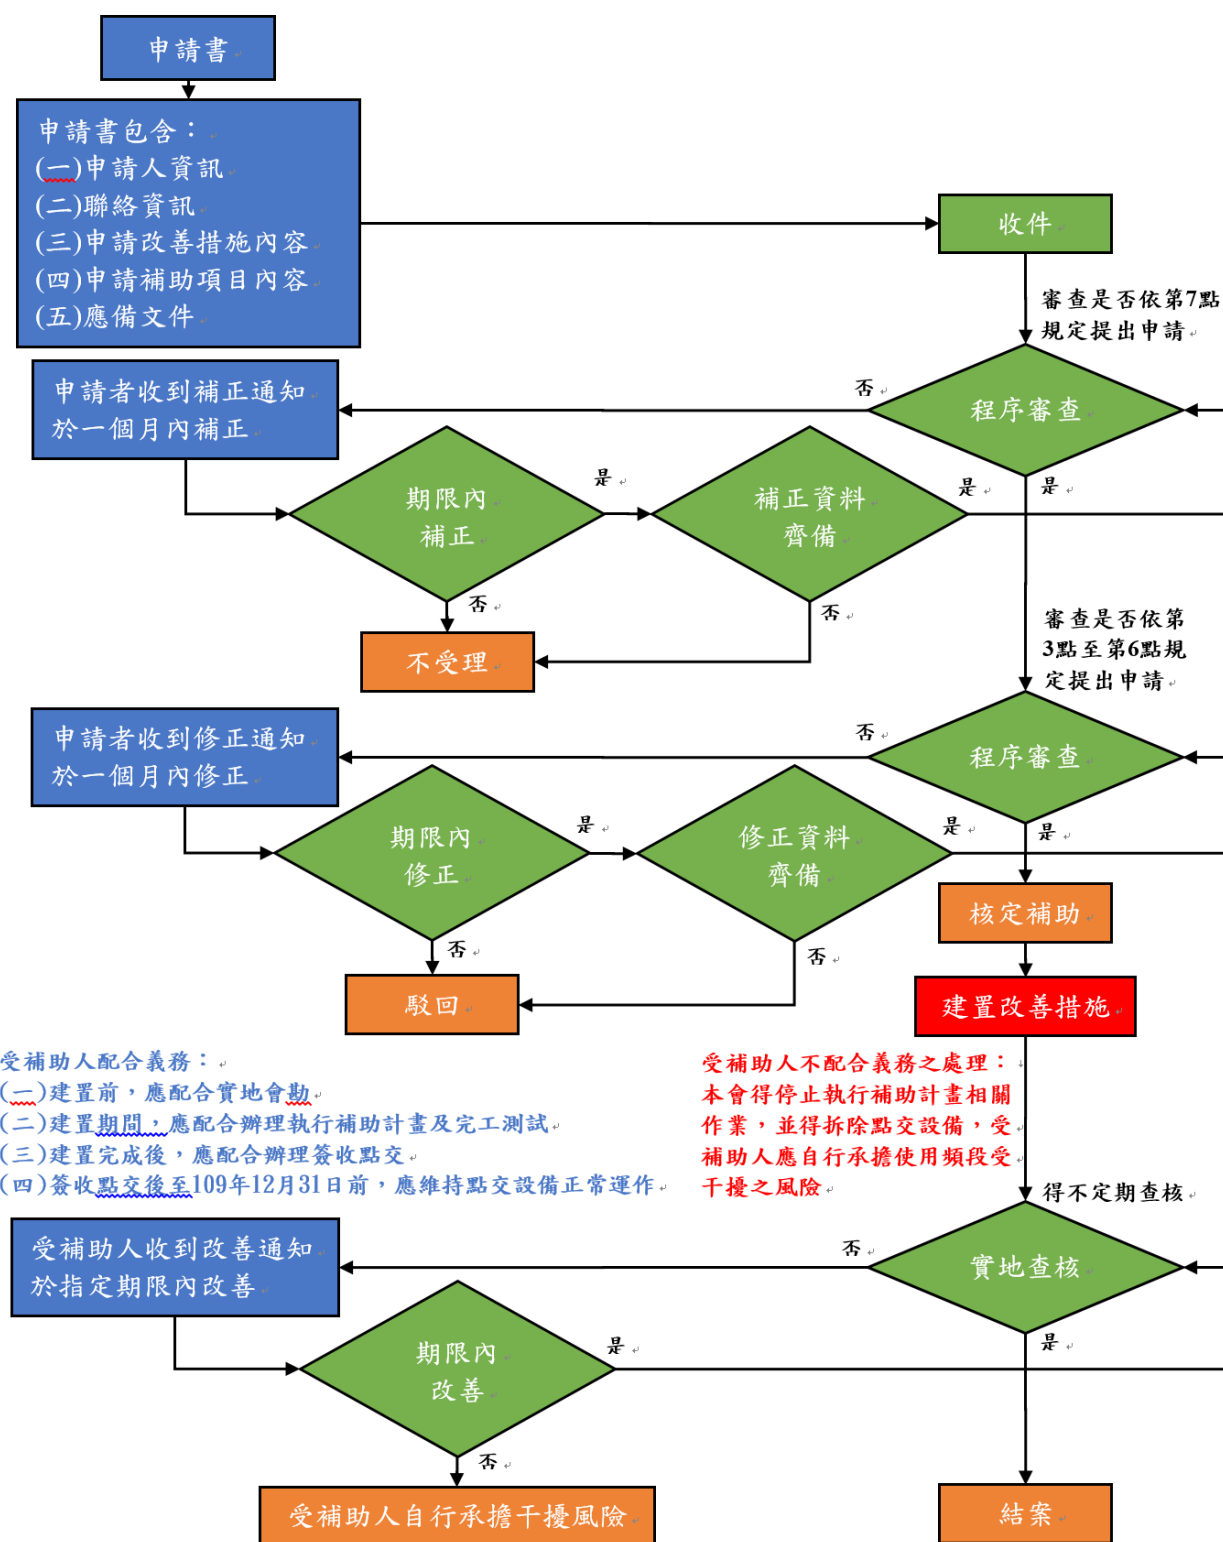 申請書
申請書包含：
(一)申請人資訊
(二)聯絡資訊
(三)申請改善措施內容
(四)申請補助項目內容
(五)應備文件
收件
審查是否依第7點
規定提出申請
程序審查
否
是
申請者收到補正通知
於一個月內補正
期限內
補正
是
否
補正資料
齊備
是
否
不受理
審查是否依第
3點至第6點規
定提出申請
程序審查
否
是
申請者收到修正通知
於一個月內修正
期限內
修正
是
否
修正資料
齊備
是
否
駁回
核定補助
建置改善措施
受補助人配合義務：
(一)建置前，應配合實地會勘
(二)建置期間，應配合辦理執行補助計畫及完工測試
(三)建置完成後，應配合辦理簽收點交
(四)簽收點交後至109年12月31日前，應維持點交設備正常運作
受補助人不配合義務之處理：
本會得停止執行補助計畫相關
作業，並得拆除點交設備，受
補助人應自行承擔使用頻段受
干擾之風險
得不定期查核
實地查核
否
是
受補助人收到改善通知
於指定期限內改善
期限內
改善
是
否
受補助人自行承擔干擾風險
結案